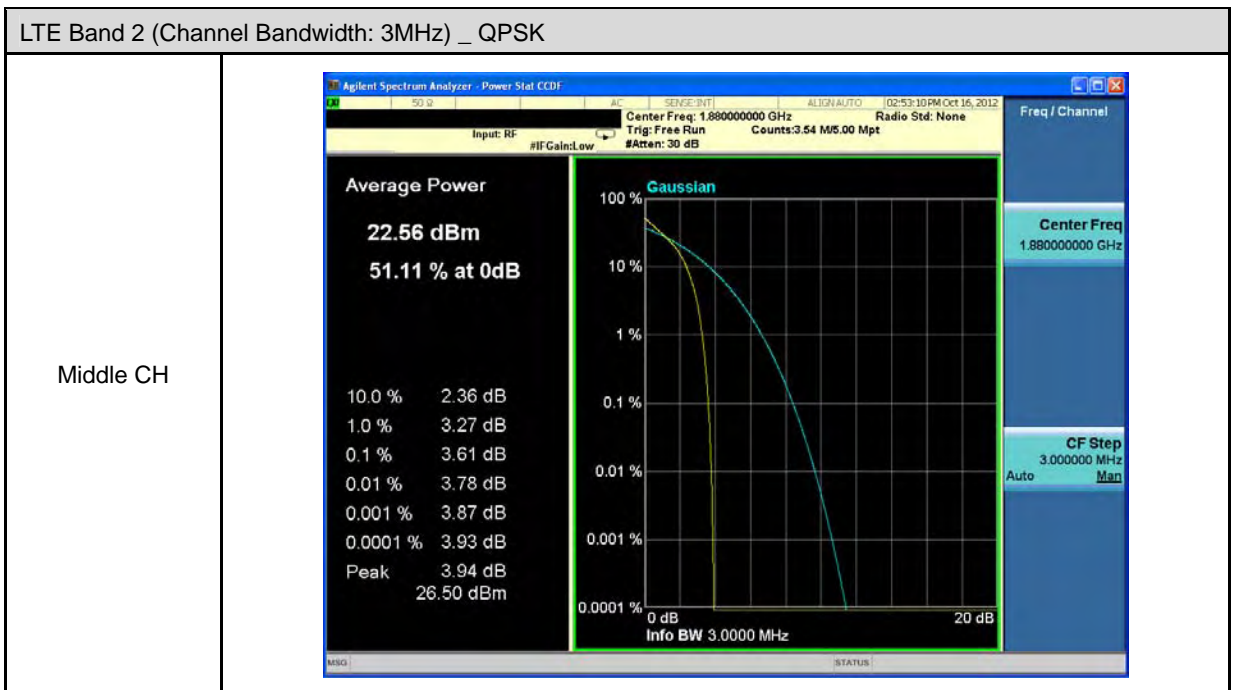 LTE Band 2 (Channel Bandwidth: 3MHz) _ QPSK
Middle CH
Agilent Spectrum Analyzer - Power Stat CCDF
50 Ω AC SENSE:INT ALIGN AUTO 02:53:10 PM Oct 16, 2012
Center Freq: 1.880000000 GHz Radio Std: None
Input: RF Trig: Free Run Counts:3.54 M/5.00 Mpt
#IFGain:Low #Atten: 30 dB
Average Power
22.56 dBm
51.11 % at 0dB
10.0 % 2.36 dB
1.0 % 3.27 dB
0.1 % 3.61 dB
0.01 % 3.78 dB
0.001 % 3.87 dB
0.0001 % 3.93 dB
Peak 3.94 dB
26.50 dBm
Gaussian
100 %
10 %
1 %
0.1 %
0.01 %
0.001 %
0.0001 %
0 dB 20 dB
Info BW 3.0000 MHz
Freq / Channel
Center Freq
1.880000000 GHz
CF Step
3.000000 MHz
Auto Man
MSG STATUS